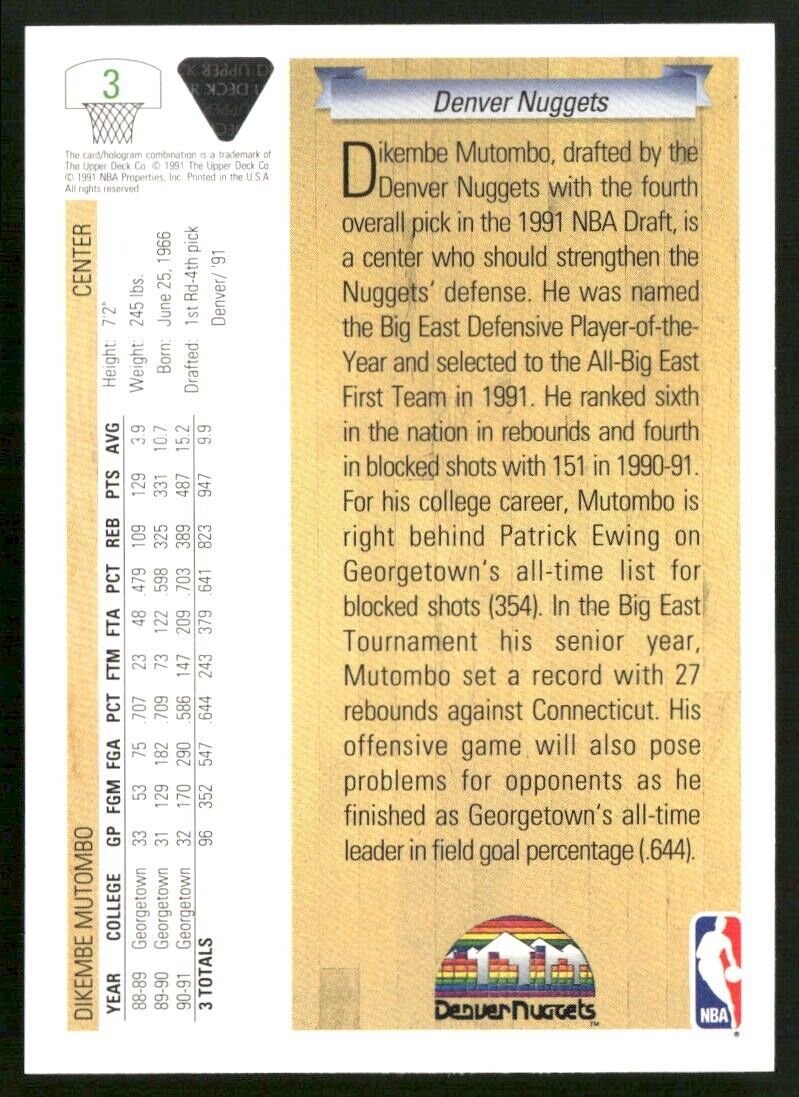 3
The card/hologram combination is a trademark of
The Upper Deck Co. © 1991 The Upper Deck Co.
© 1991 NBA Properties, Inc. Printed in the U.S.A.
All rights reserved
DIKEMBE MUTOMBO CENTER
YEAR COLLEGE GP FGM FGA PCT FTM FTA PCT REB PTS AVG
88-89 Georgetown 33 53 75 .707 23 48 .479 109 129 3.9
89-90 Georgetown 31 129 182 .709 73 122 .598 325 331 10.7
90-91 Georgetown 32 170 290 .586 147 209 .703 389 487 15.2
3 TOTALS 96 352 547 .644 243 379 .641 823 947 9.9
Height: 7'2"
Weight: 245 lbs.
Born: June 25, 1966
Drafted: 1st Rd-4th pick
Denver/'91
Denver Nuggets
Dikembe Mutombo, drafted by the
Denver Nuggets with the fourth
overall pick in the 1991 NBA Draft, is
a center who should strengthen the
Nuggets' defense. He was named
the Big East Defensive Player-of-the-
Year and selected to the All-Big East
First Team in 1991. He ranked sixth
in the nation in rebounds and fourth
in blocked shots with 151 in 1990-91.
For his college career, Mutombo is
right behind Patrick Ewing on
Georgetown's all-time list for
blocked shots (354). In the Big East
Tournament his senior year,
Mutombo set a record with 27
rebounds against Connecticut. His
offensive game will also pose
problems for opponents as he
finished as Georgetown's all-time
leader in field goal percentage (.644).
Denver Nuggets
TM
NBA
®